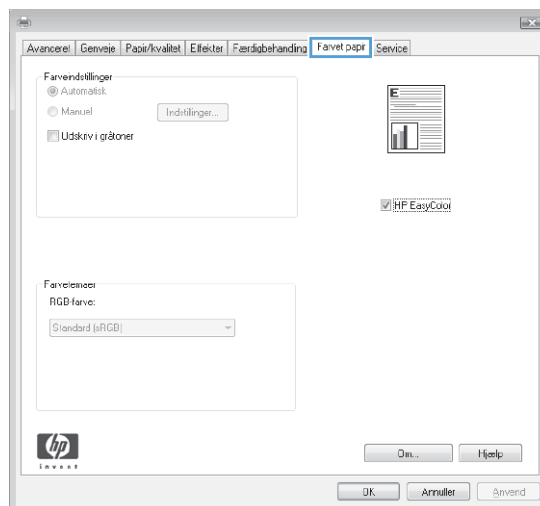 Avanceret Genveje Papir/kvalitet Effekter Færdigbehandling Farvet papir Service
Farveindstillinger
Automatisk
Manuel Indstillinger...
Udskriv i gråtoner
E
HP EasyColor
Farvetemaer
RGB-farve:
Standard (sRGB)
hp
invent
Om... Hjælp
OK Annuller Anvend